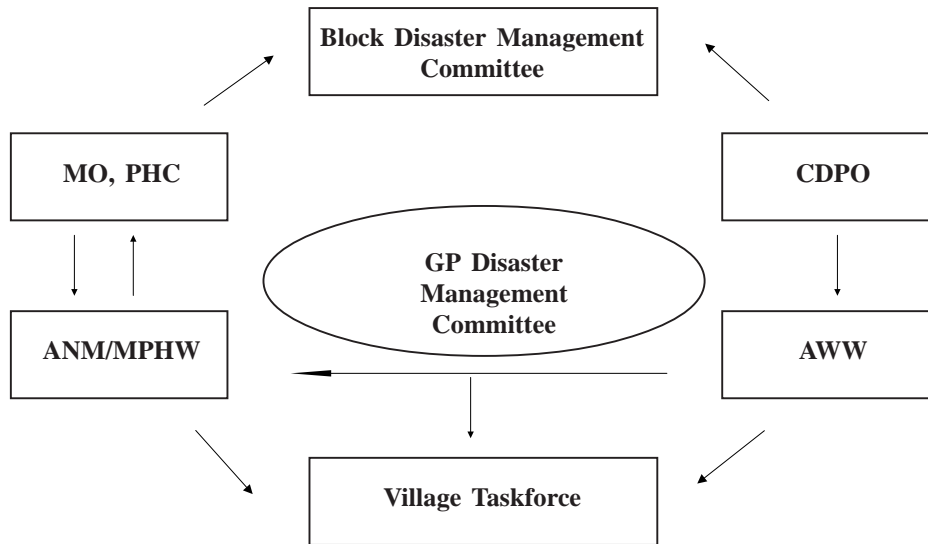 Block Disaster Management
Committee
MO, PHC
CDPO
GP Disaster
Management
Committee
ANM/MPHW
AWW
Village Taskforce